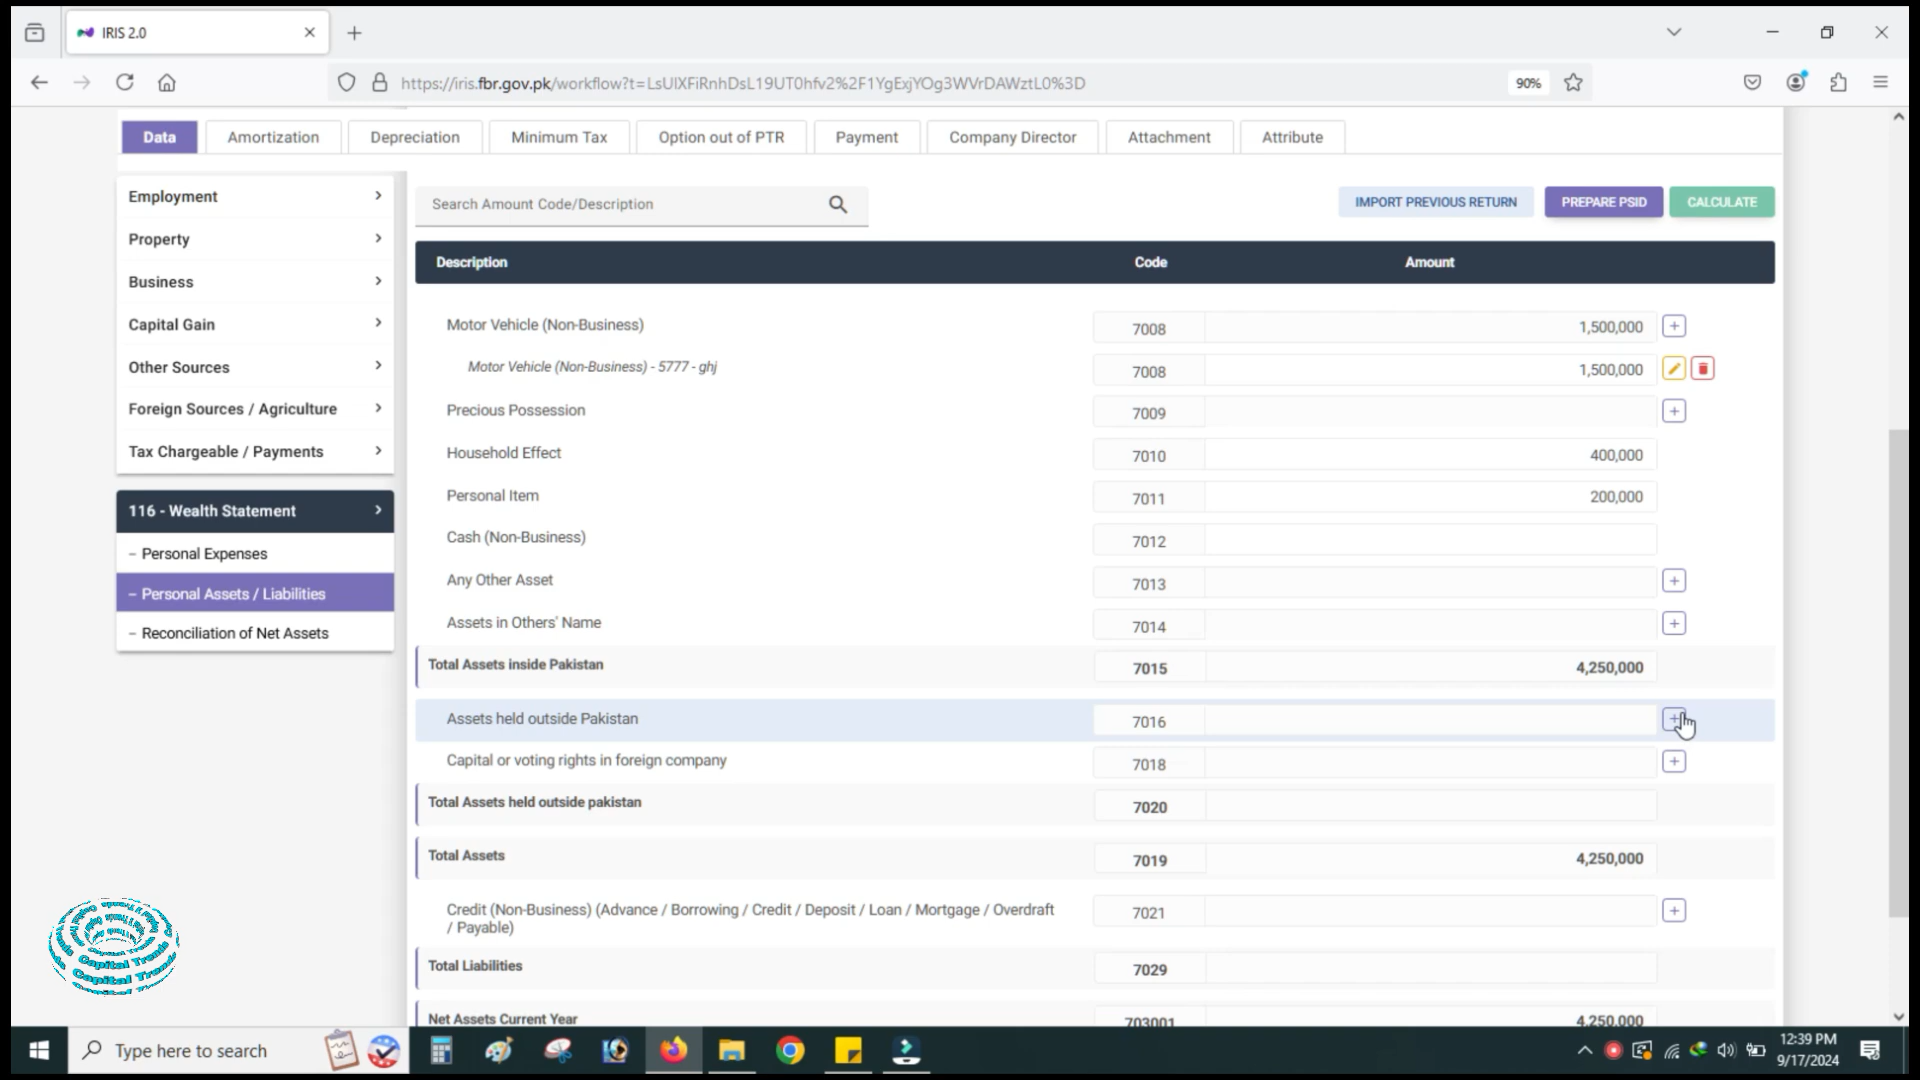 IRIS 2.0
https://iris.fbr.gov.pk/workflow?t=LsUlXFiRnhDsL19UT0hfv2%2F1YgExjYOg3WVrDAWztL0%3D
90%
Data Amortization Depreciation Minimum Tax Option out of PTR Payment Company Director Attachment Attribute
Employment
Property
Business
Capital Gain
Other Sources
Foreign Sources / Agriculture
Tax Chargeable / Payments
116 - Wealth Statement
– Personal Expenses
– Personal Assets / Liabilities
– Reconciliation of Net Assets
Search Amount Code/Description
IMPORT PREVIOUS RETURN PREPARE PSID CALCULATE
Description Code Amount
Motor Vehicle (Non-Business) 7008 1,500,000
Motor Vehicle (Non-Business) - 5777 - ghj 7008 1,500,000
Precious Possession 7009
Household Effect 7010 400,000
Personal Item 7011 200,000
Cash (Non-Business) 7012
Any Other Asset 7013
Assets in Others' Name 7014
Total Assets inside Pakistan 7015 4,250,000
Assets held outside Pakistan 7016
Capital or voting rights in foreign company 7018
Total Assets held outside pakistan 7020
Total Assets 7019 4,250,000
Credit (Non-Business) (Advance / Borrowing / Credit / Deposit / Loan / Mortgage / Overdraft
/ Payable) 7021
Total Liabilities 7029
Net Assets Current Year 703001 4,250,000
Capital Trends
Capital Trends
Type here to search
12:39 PM
9/17/2024